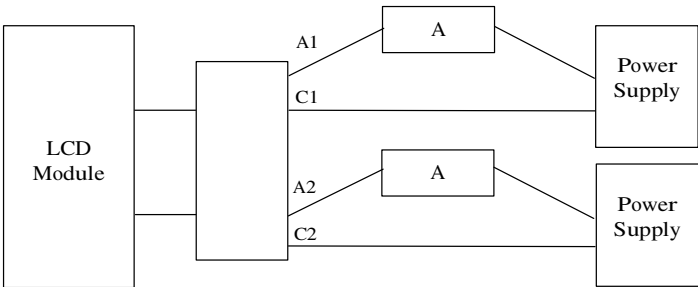 A1
A
Power
Supply
C1
LCD
Module
A2
A
Power
Supply
C2